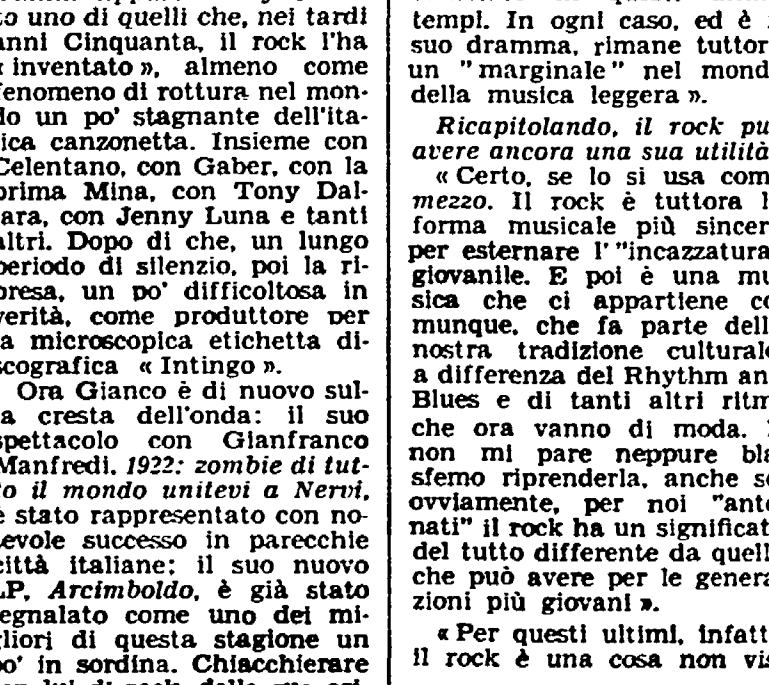 to uno di quelli che, nei tardi
anni Cinquanta, il rock l'ha
« inventato », almeno come
fenomeno di rottura nel mon-
do un po' stagnante dell'ita-
lica canzonetta. Insieme con
Celentano, con Gaber, con la
prima Mina, con Tony Dal-
lara, con Jenny Luna e tanti
altri. Dopo di che, un lungo
periodo di silenzio, poi la ri-
presa, un po' difficoltosa in
verità, come produttore per
la microscopica etichetta di-
scografica « Intingo ».
Ora Gianco è di nuovo sul-
la cresta dell'onda: il suo
spettacolo con Gianfranco
Manfredi, 1922: zombie di tut-
to il mondo unitevi a Nervi,
è stato rappresentato con no-
tevole successo in parecchie
città italiane; il suo nuovo
LP, Arcimboldo, è già stato
segnalato come uno dei mi-
gliori di questa stagione un
po' in sordina. Chiacchierare
tempi. In ogni caso, ed è
suo dramma, rimane tuttor
un "marginale" nel mond
della musica leggera ».
Ricapitolando, il rock pu
avere ancora una sua utilità
« Certo, se lo si usa com
mezzo. Il rock è tuttora l
forma musicale più sincer
per esternare l'"incazzatura
giovanile. E poi è una mu
sica che ci appartiene co
munque, che fa parte dell
nostra tradizione cultural
a differenza del Rhythm an
Blues e di tanti altri ritm
che ora vanno di moda.
non mi pare neppure bla
sfemo riprenderla, anche s
ovviamente, per noi "ante
nati" il rock ha un significat
del tutto differente da quell
che può avere per le genera
zioni più giovani ».
« Per questi ultimi, infatt
il rock è una cosa non vis